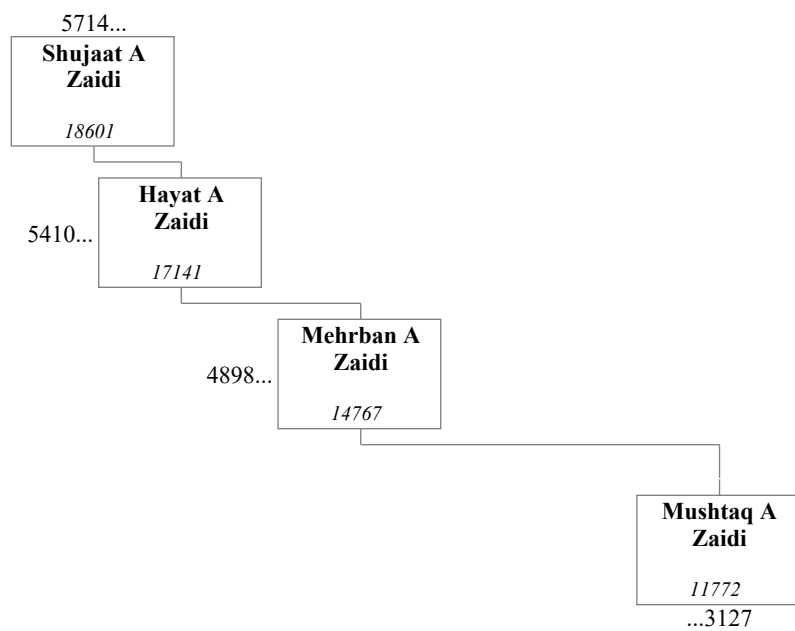 5714...
Shujaat A
Zaidi
18601
Hayat A
Zaidi
5410...
17141
Mehrban A
Zaidi
4898...
14767
Mushtaq A
Zaidi
11772
...3127